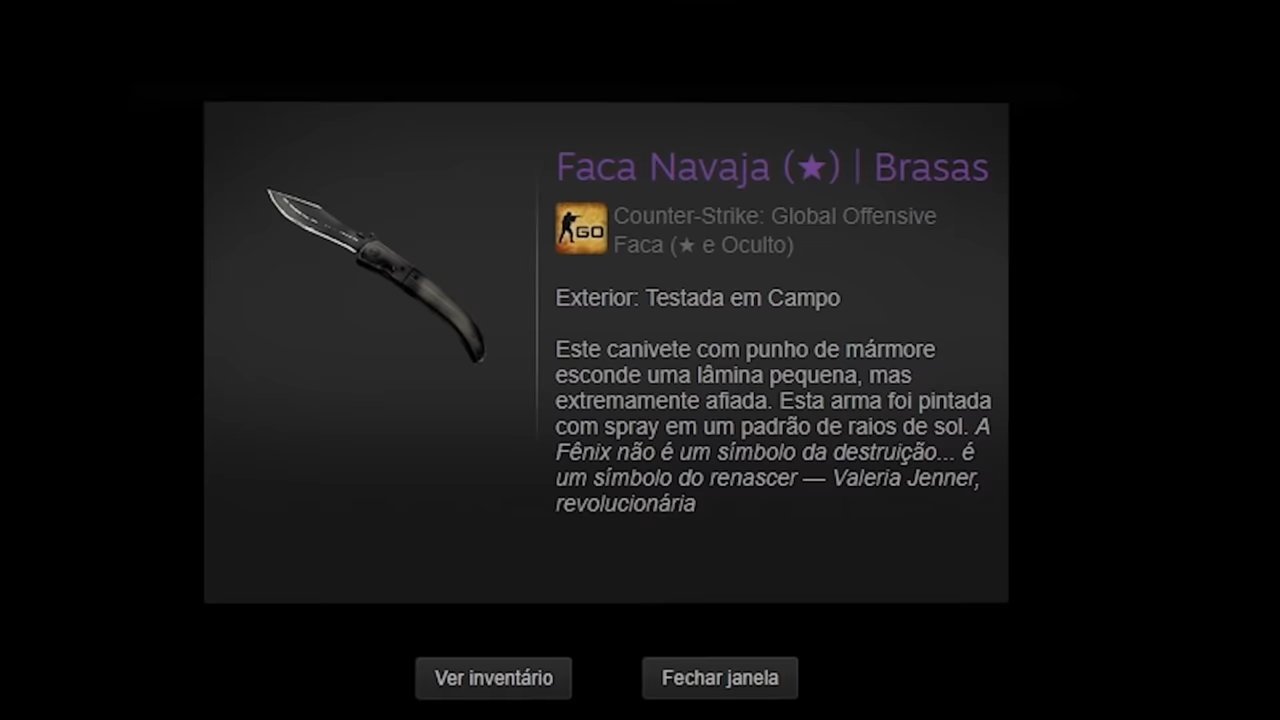 Faca Navaja (★) | Brasas
GO
Counter-Strike: Global Offensive
Faca (★ e Oculto)
Exterior: Testada em Campo
Este canivete com punho de mármore
esconde uma lâmina pequena, mas
extremamente afiada. Esta arma foi pintada
com spray em um padrão de raios de sol. A
Fênix não é um símbolo da destruição... é
um símbolo do renascer — Valeria Jenner,
revolucionária
Ver inventário
Fechar janela